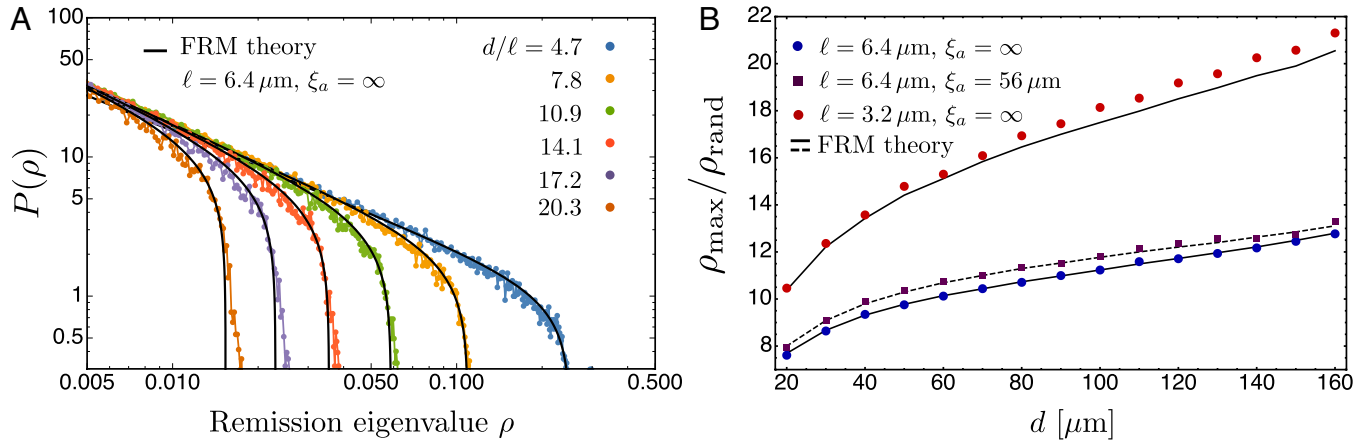 A
100
50
10
5
1
0.5
P(ρ)
FRM theory
ℓ = 6.4 μm, ξa = ∞
d/ℓ = 4.7
7.8
10.9
14.1
17.2
20.3
0.005 0.010 0.050 0.100 0.500
Remission eigenvalue ρ
B
22
20
18
16
14
12
10
8
ρmax/ρrand
ℓ = 6.4 μm, ξa = ∞
ℓ = 6.4 μm, ξa = 56 μm
ℓ = 3.2 μm, ξa = ∞
FRM theory
20 40 60 80 100 120 140 160
d [μm]